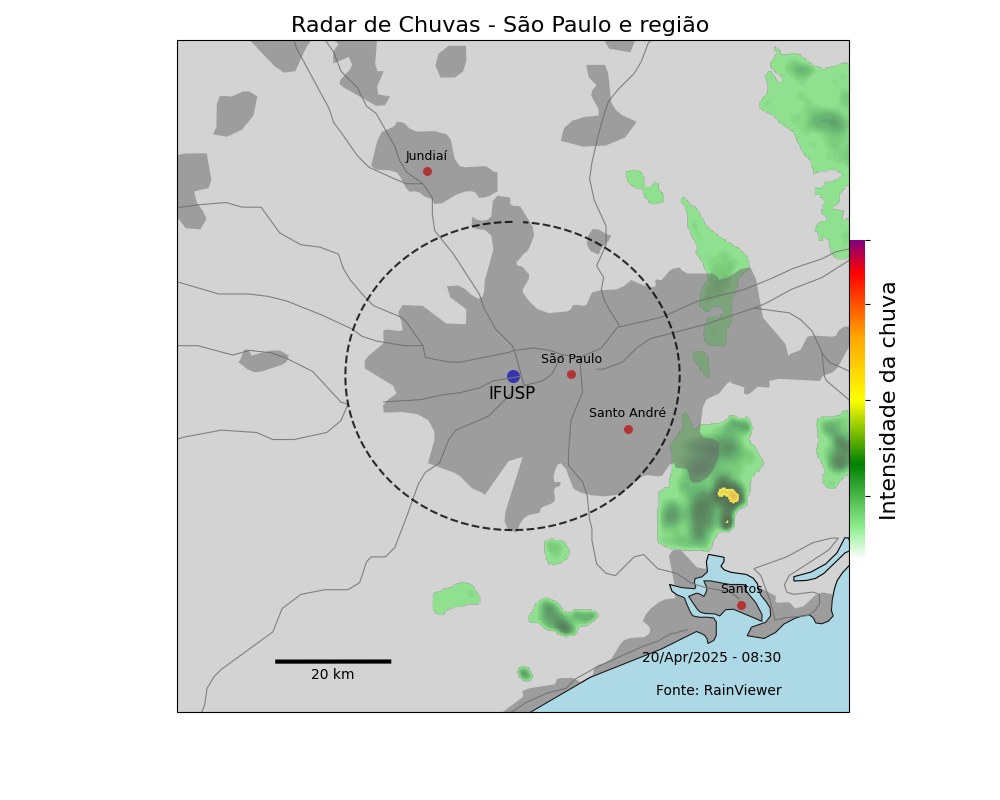 Radar de Chuvas - São Paulo e região
Jundiaí
São Paulo
IFUSP
Santo André
Santos
Intensidade da chuva
20/Apr/2025 - 08:30
20 km
Fonte: RainViewer